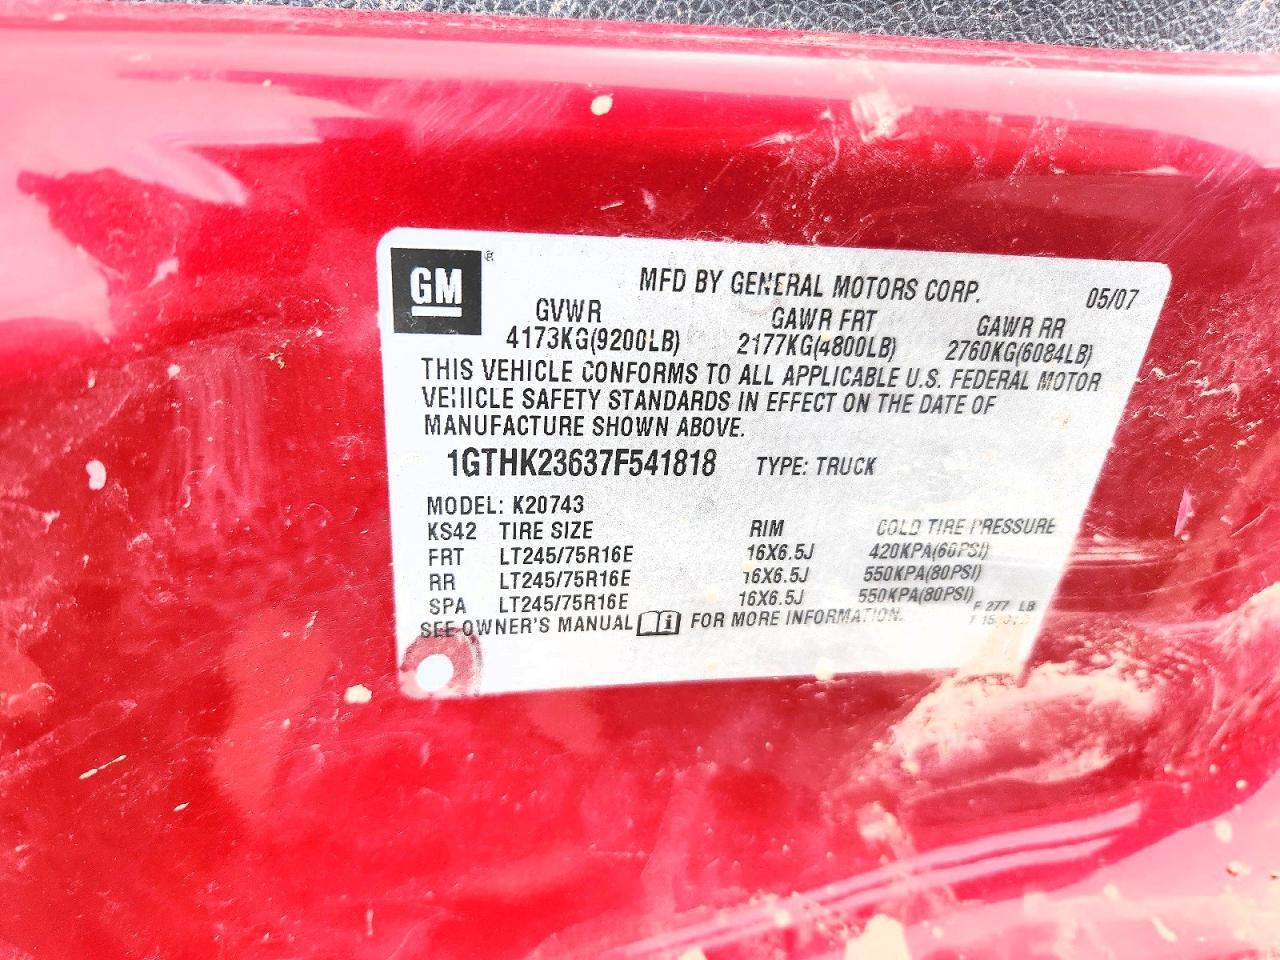 GM ®
MFD BY GENERAL MOTORS CORP. 05/07
GVWR GAWR FRT GAWR RR
4173KG(9200LB) 2177KG(4800LB) 2760KG(6084LB)
THIS VEHICLE CONFORMS TO ALL APPLICABLE U.S. FEDERAL MOTOR
VEHICLE SAFETY STANDARDS IN EFFECT ON THE DATE OF
MANUFACTURE SHOWN ABOVE.
1GTHK23637F541818 TYPE: TRUCK
MODEL: K20743
KS42 TIRE SIZE RIM COLD TIRE PRESSURE
FRT LT245/75R16E 16X6.5J 420KPA(60PSI)
RR LT245/75R16E 16X6.5J 550KPA(80PSI)
SPA LT245/75R16E 16X6.5J 550KPA(80PSI)
SEE OWNER'S MANUAL i FOR MORE INFORMATION.
F 277 LB